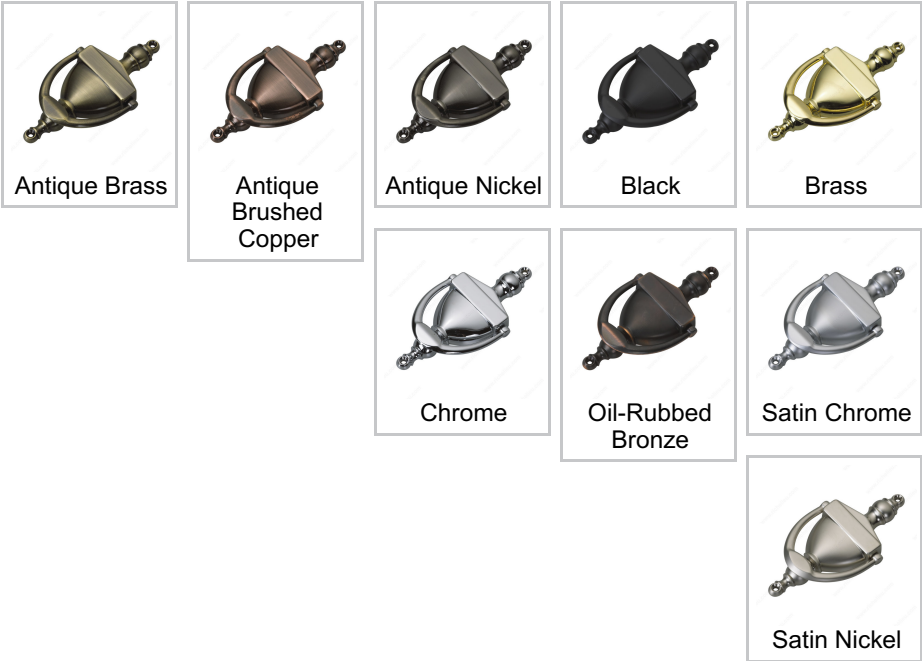 Antique Brass
Antique
Brushed
Copper
Antique Nickel
Black
Brass
Chrome
Oil-Rubbed
Bronze
Satin Chrome
Satin Nickel